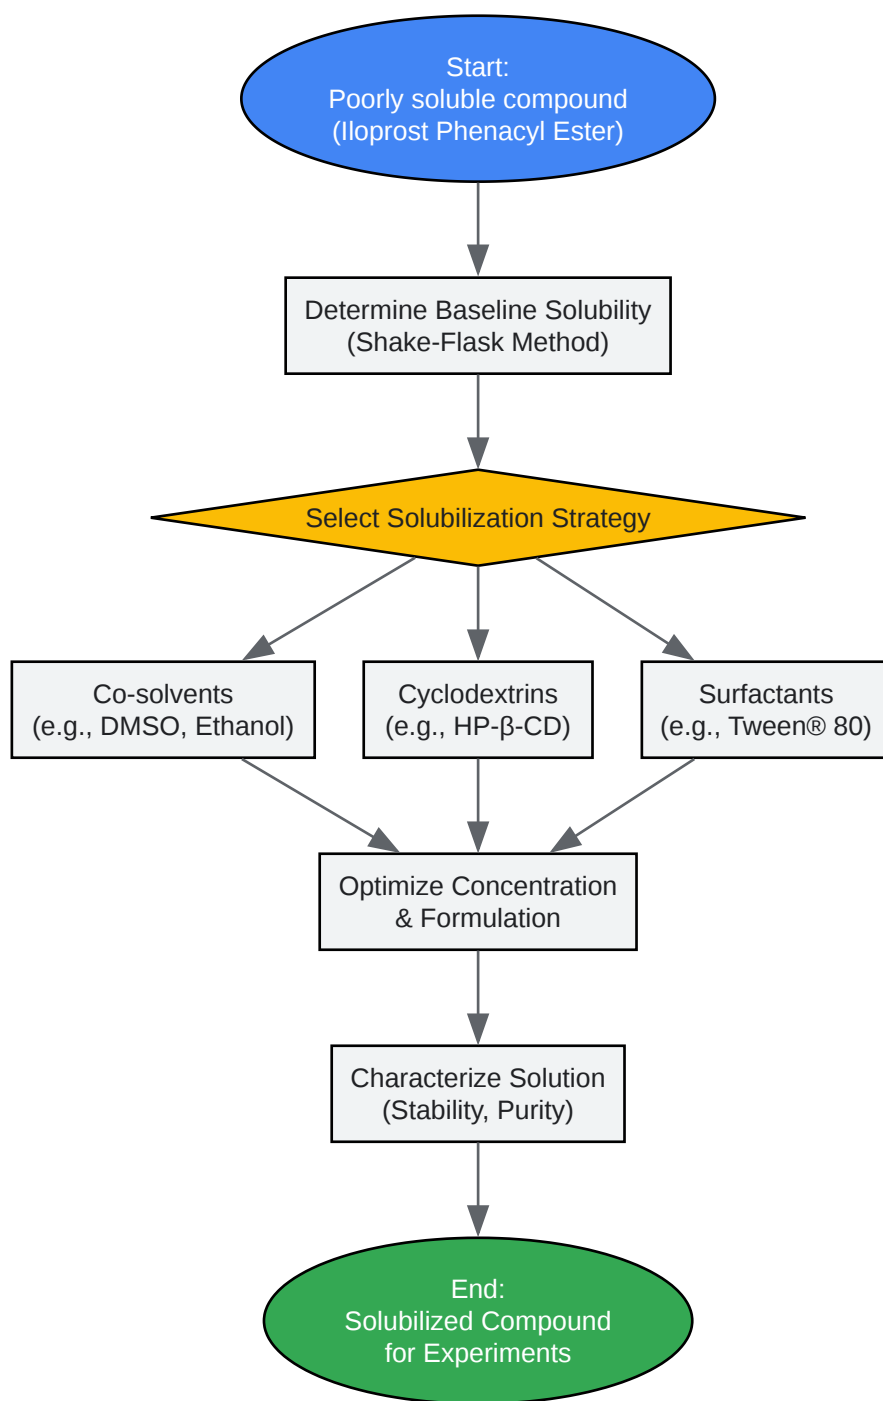 Start:
Poorly soluble compound
(Iloprost Phenacyl Ester)
Determine Baseline Solubility
(Shake-Flask Method)
Select Solubilization Strategy
Co-solvents
(e.g., DMSO, Ethanol)
Cyclodextrins
(e.g., HP-β-CD)
Surfactants
(e.g., Tween® 80)
Optimize Concentration
& Formulation
Characterize Solution
(Stability, Purity)
End:
Solubilized Compound
for Experiments